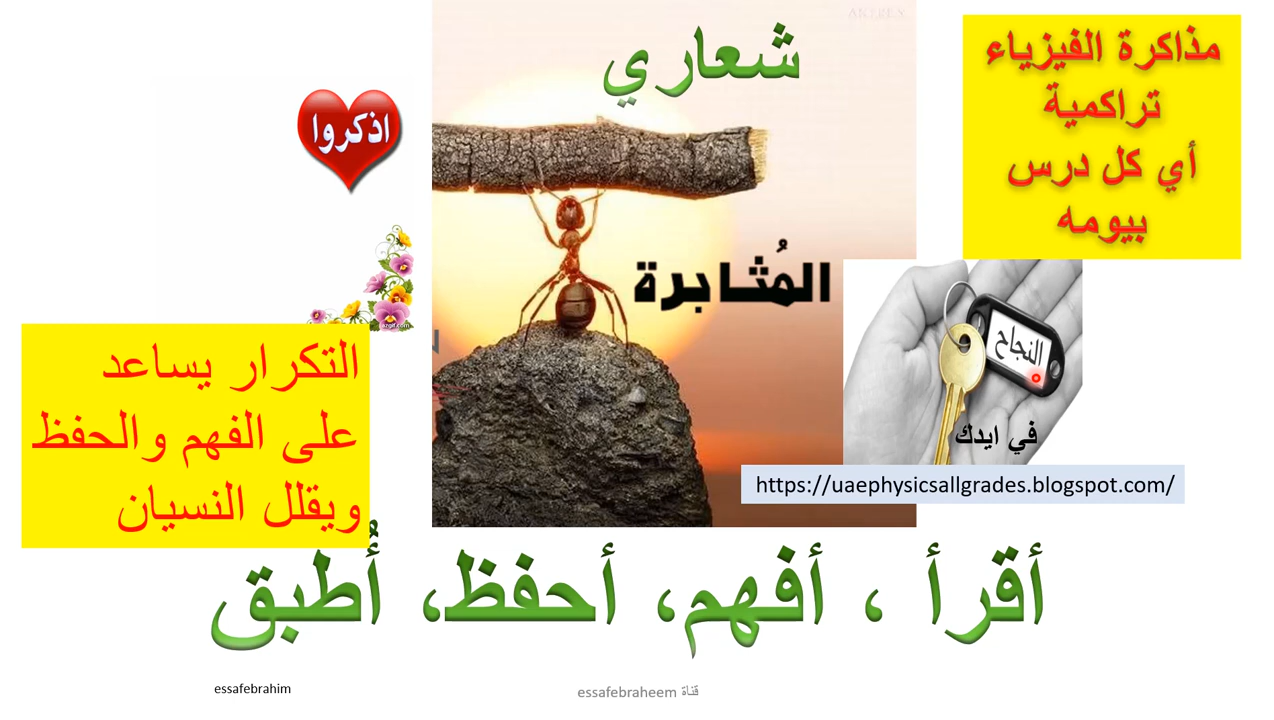 شعاري
مذاكرة الفيزياء
تراكمية
أي كل درس
بيومه
اذكروا
المُثابرة
النجاح
في ايدك
التكرار يساعد
على الفهم والحفظ
ويقلل النسيان
https://uaephysicsallgrades.blogspot.com/
أقرأ ، أفهم، أحفظ، أُطبق
essafebrahim
قناة essafebraheem